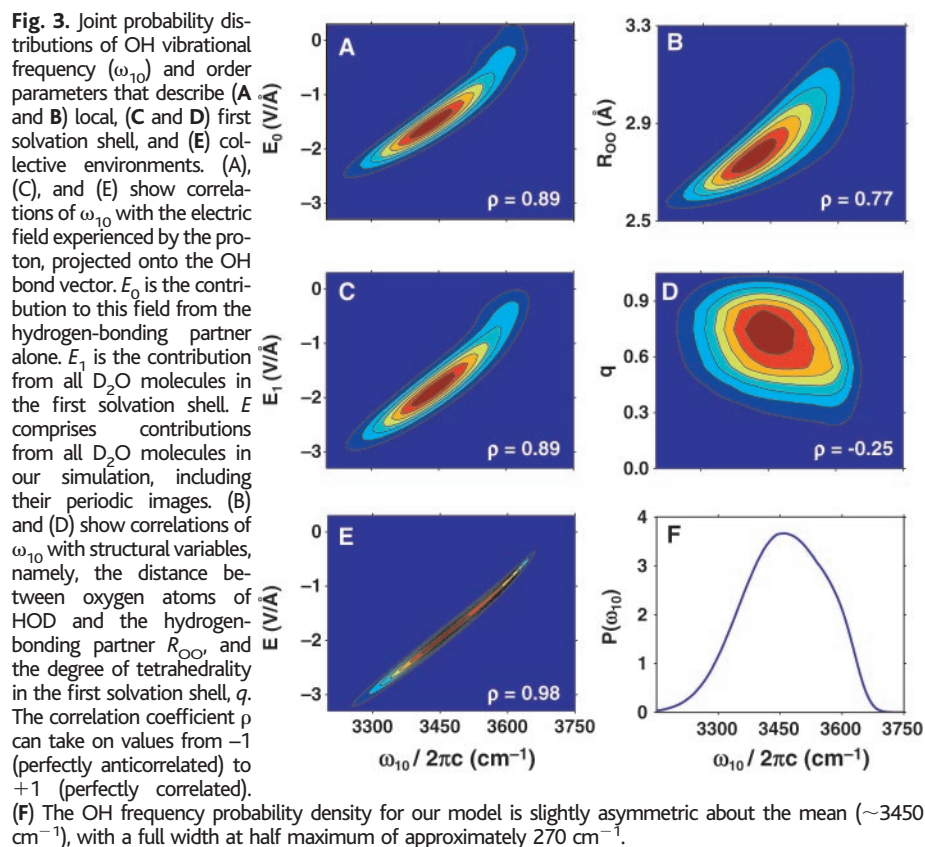 Fig. 3. Joint probability dis-
tributions of OH vibrational
frequency (ω10) and order
parameters that describe (A
and B) local, (C and D) first
solvation shell, and (E) col-
lective environments. (A),
(C), and (E) show correla-
tions of ω10 with the electric
field experienced by the pro-
ton, projected onto the OH
bond vector. E0 is the contri-
bution to this field from the
hydrogen-bonding partner
alone. E1 is the contribution
from all D2O molecules in
the first solvation shell. E
comprises contributions
from all D2O molecules in
our simulation, including
their periodic images. (B)
and (D) show correlations of
ω10 with structural variables,
namely, the distance be-
tween oxygen atoms of
HOD and the hydrogen-
bonding partner ROO, and
the degree of tetrahedrality
in the first solvation shell, q.
The correlation coefficient ρ
can take on values from −1
(perfectly anticorrelated) to
+1 (perfectly correlated).
(F) The OH frequency probability density for our model is slightly asymmetric about the mean (~3450
cm−1), with a full width at half maximum of approximately 270 cm−1.
A
E0 (V/Å)
0
−1
−2
−3
ρ = 0.89
B
ROO (Å)
3.3
2.9
2.5
ρ = 0.77
C
E1 (V/Å)
0
−1
−2
−3
ρ = 0.89
D
q
0.9
0.6
0.3
0.0
ρ = -0.25
E
E (V/Å)
0
−1
−2
−3
ρ = 0.98
3300 3450 3600 3750
ω10 / 2πc (cm−1)
F
P(ω10)
4
3
2
1
0
3300 3450 3600 3750
ω10 / 2πc (cm−1)